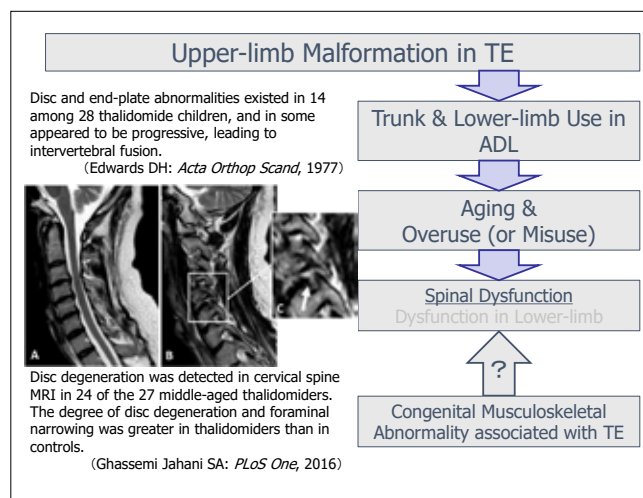 Upper-limb Malformation in TE
Disc and end-plate abnormalities existed in 14
among 28 thalidomide children, and in some
appeared to be progressive, leading to
intervertebral fusion.
（Edwards DH: Acta Orthop Scand, 1977）
A
B
C
Disc degeneration was detected in cervical spine
MRI in 24 of the 27 middle-aged thalidomiders.
The degree of disc degeneration and foraminal
narrowing was greater in thalidomiders than in
controls.
（Ghassemi Jahani SA: PLoS One, 2016）
Trunk & Lower-limb Use in
ADL
Aging &
Overuse (or Misuse)
Spinal Dysfunction
Dysfunction in Lower-limb
?
Congenital Musculoskeletal
Abnormality associated with TE